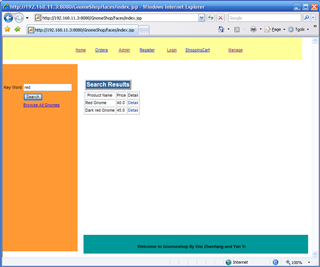 http://192.168.11.3:8080/GnomeShop/faces/index.jsp - Windows Internet Explorer
http://192.168.11.3:8080/GnomeShop/faces/index.jsp
Google
http://192.168.11.3:8080/GnomeShop/faces/index.jsp
Page
Tools
Home Orders Admin Register Login ShoppingCart Manage
Key Word: red
Search
Browse All Gnomes
Search Results
Product Name Price Detail
Red Gnome 40.0 Detail
Dark red Gnome 45.0 Detail
Welcome to Gnomeshop By
and Yan Yi
Internet 100%